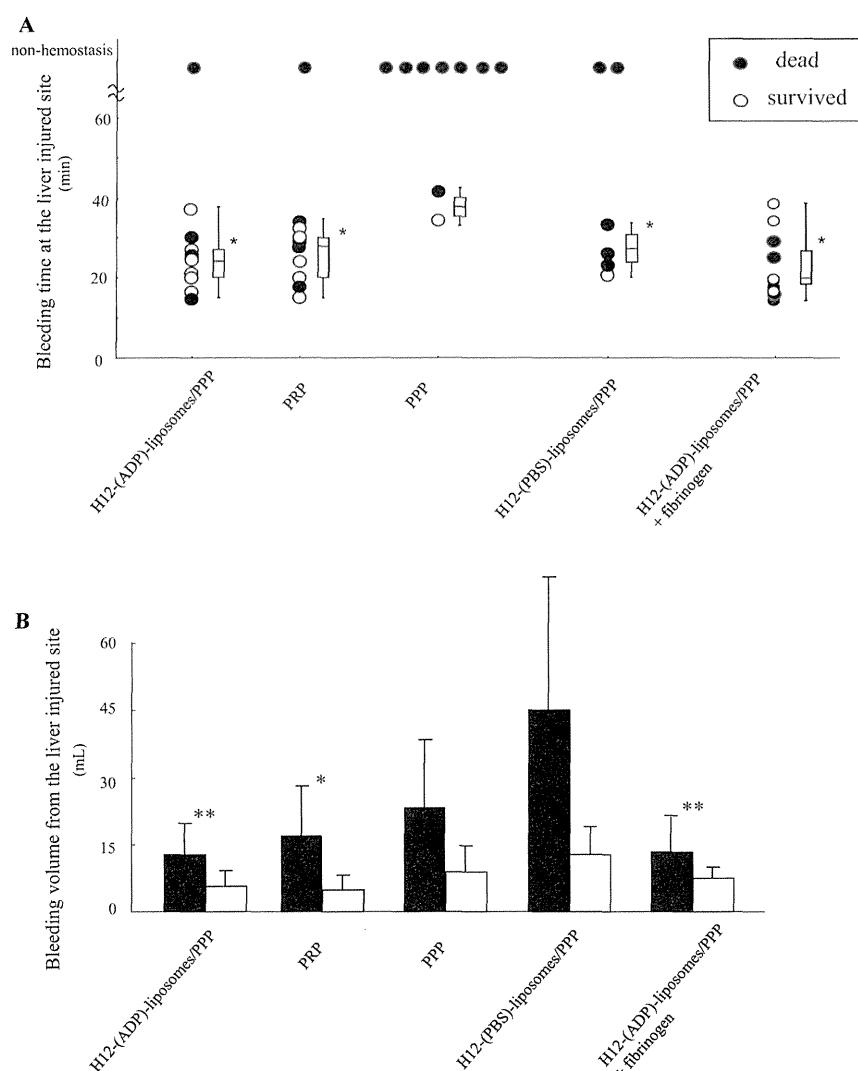 A
non-hemostasis
dead
survived
Bleeding time at the liver injured site
(min)
60
40
20
0
*
*
*
*
H12-(ADP)-liposomes/PPP
PRP
PPP
H12-(PBS)-liposomes/PPP
H12-(ADP)-liposomes/PPP
+ fibrinogen
B
Bleeding volume from the liver injured site
(mL)
60
45
30
15
0
**
*
**
H12-(ADP)-liposomes/PPP
PRP
PPP
H12-(PBS)-liposomes/PPP
H12-(ADP)-liposomes/PPP
+ fibrinogen